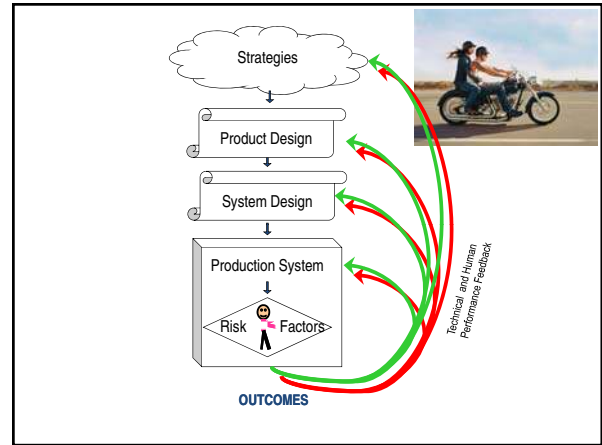 Strategies
Product Design
System Design
Production System
Risk Factors
OUTCOMES
Technical and Human
Performance Feedback